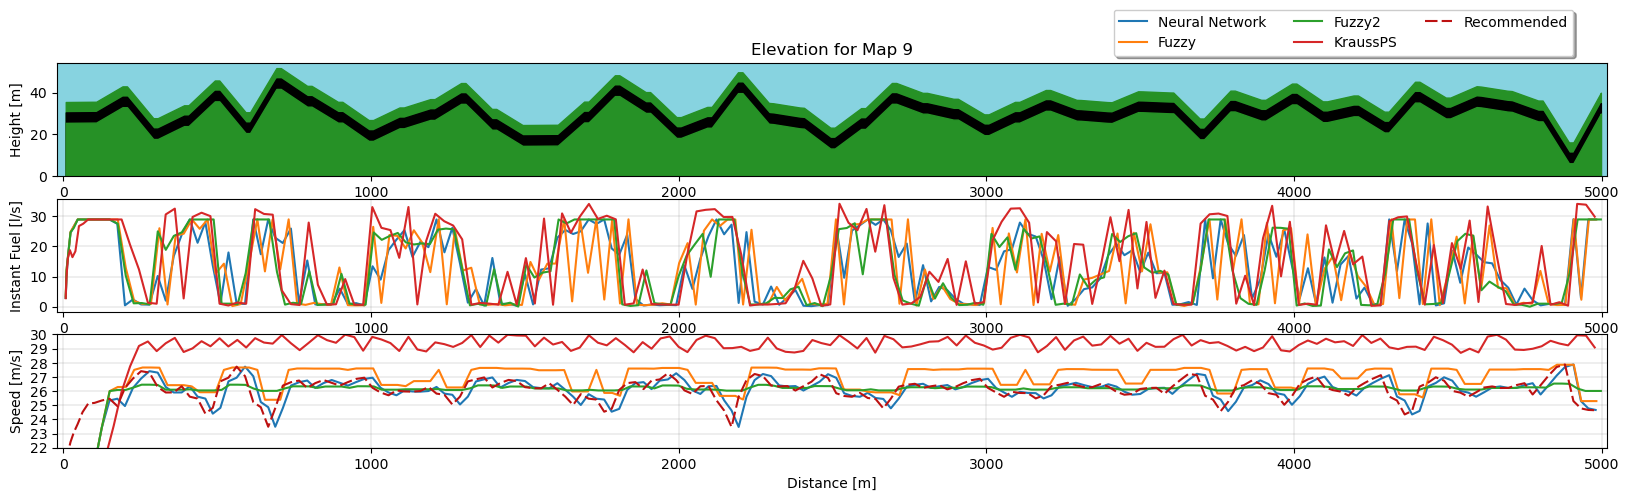 Neural Network
Fuzzy
Fuzzy2
KraussPS
Recommended
Elevation for Map 9
Height [m]
40
20
0
0 1000 2000 3000 4000 5000
Instant Fuel [l/s]
30
20
10
0
0 1000 2000 3000 4000 5000
Speed [m/s]
30
29
28
27
26
25
24
23
22
0 1000 2000 3000 4000 5000
Distance [m]